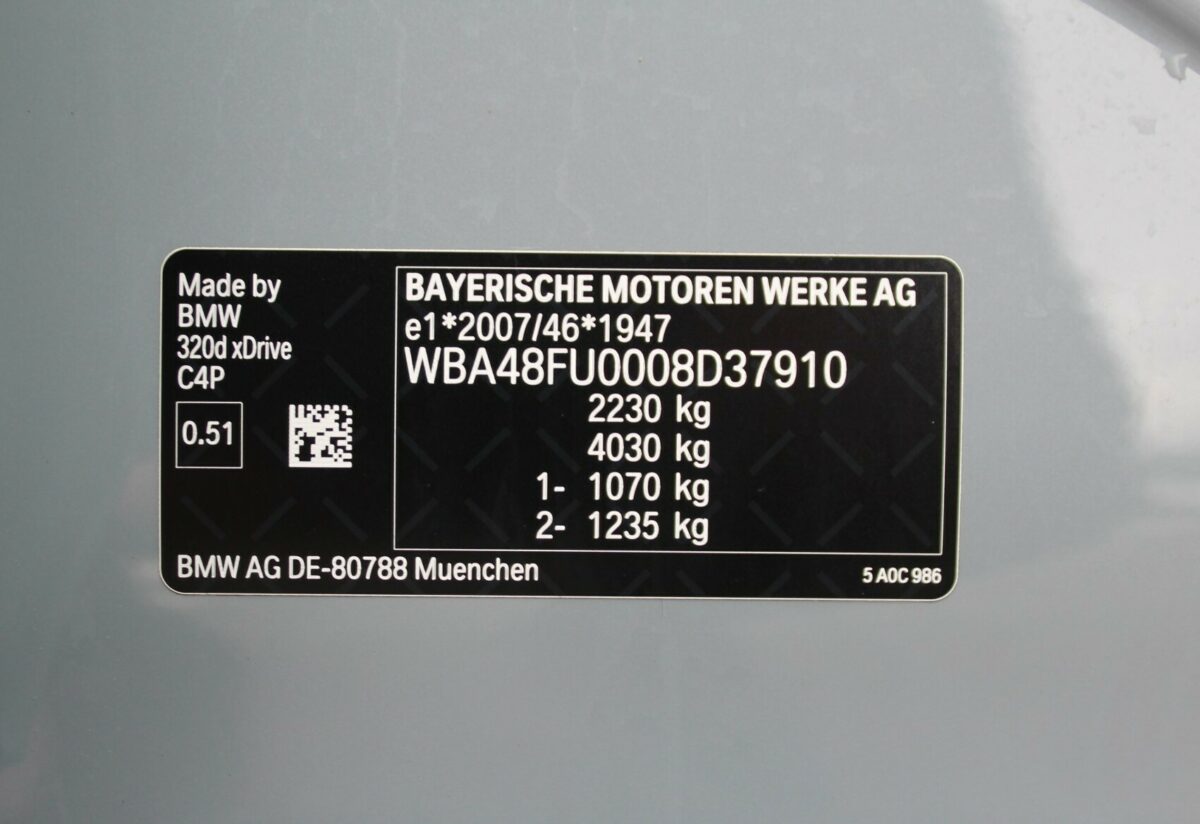 Made by
BMW
320d xDrive
C4P
0.51
BAYERISCHE MOTOREN WERKE AG
e1*2007/46*1947
WBA48FU0008D37910
2230 kg
4030 kg
1- 1070 kg
2- 1235 kg
BMW AG DE-80788 Muenchen
5 A0C 986